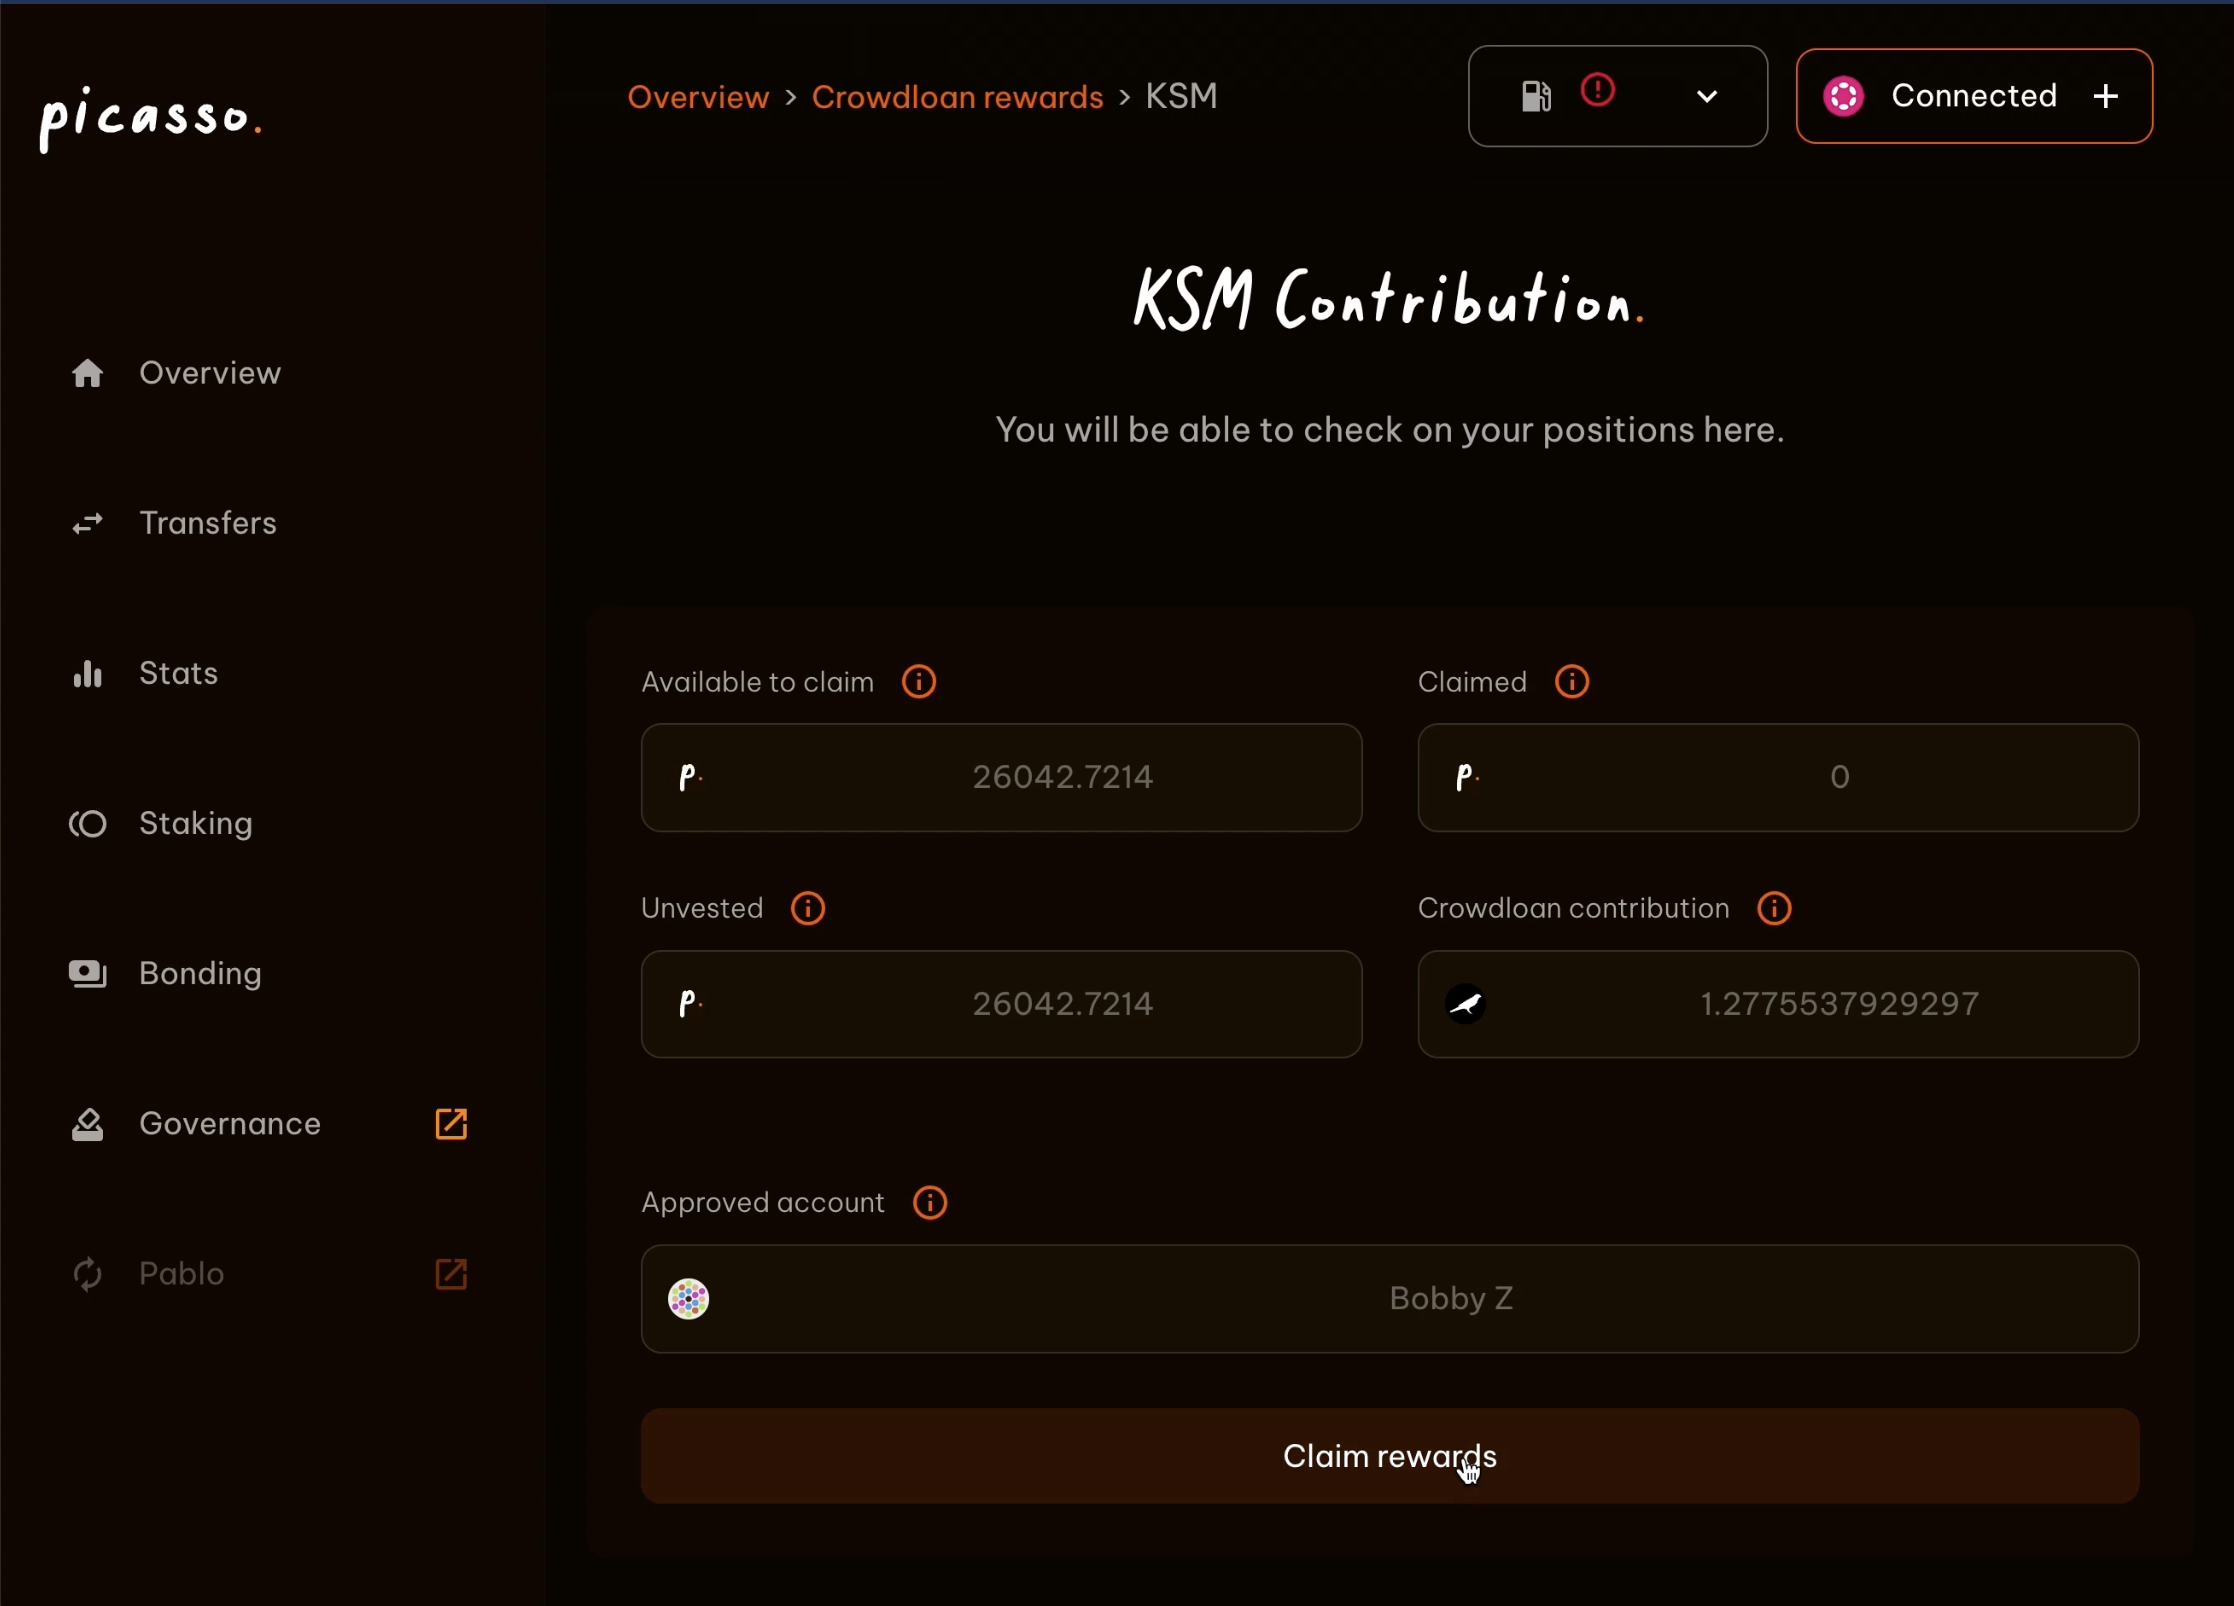 picasso.
Overview > Crowdloan rewards > KSM
Connected +
Overview
Transfers
Stats
Staking
Bonding
Governance
Pablo
KSM Contribution.
You will be able to check on your positions here.
Available to claim
p. 26042.7214
Claimed
p. 0
Unvested
p. 26042.7214
Crowdloan contribution
1.2775537929297
Approved account
Bobby Z
Claim rewards